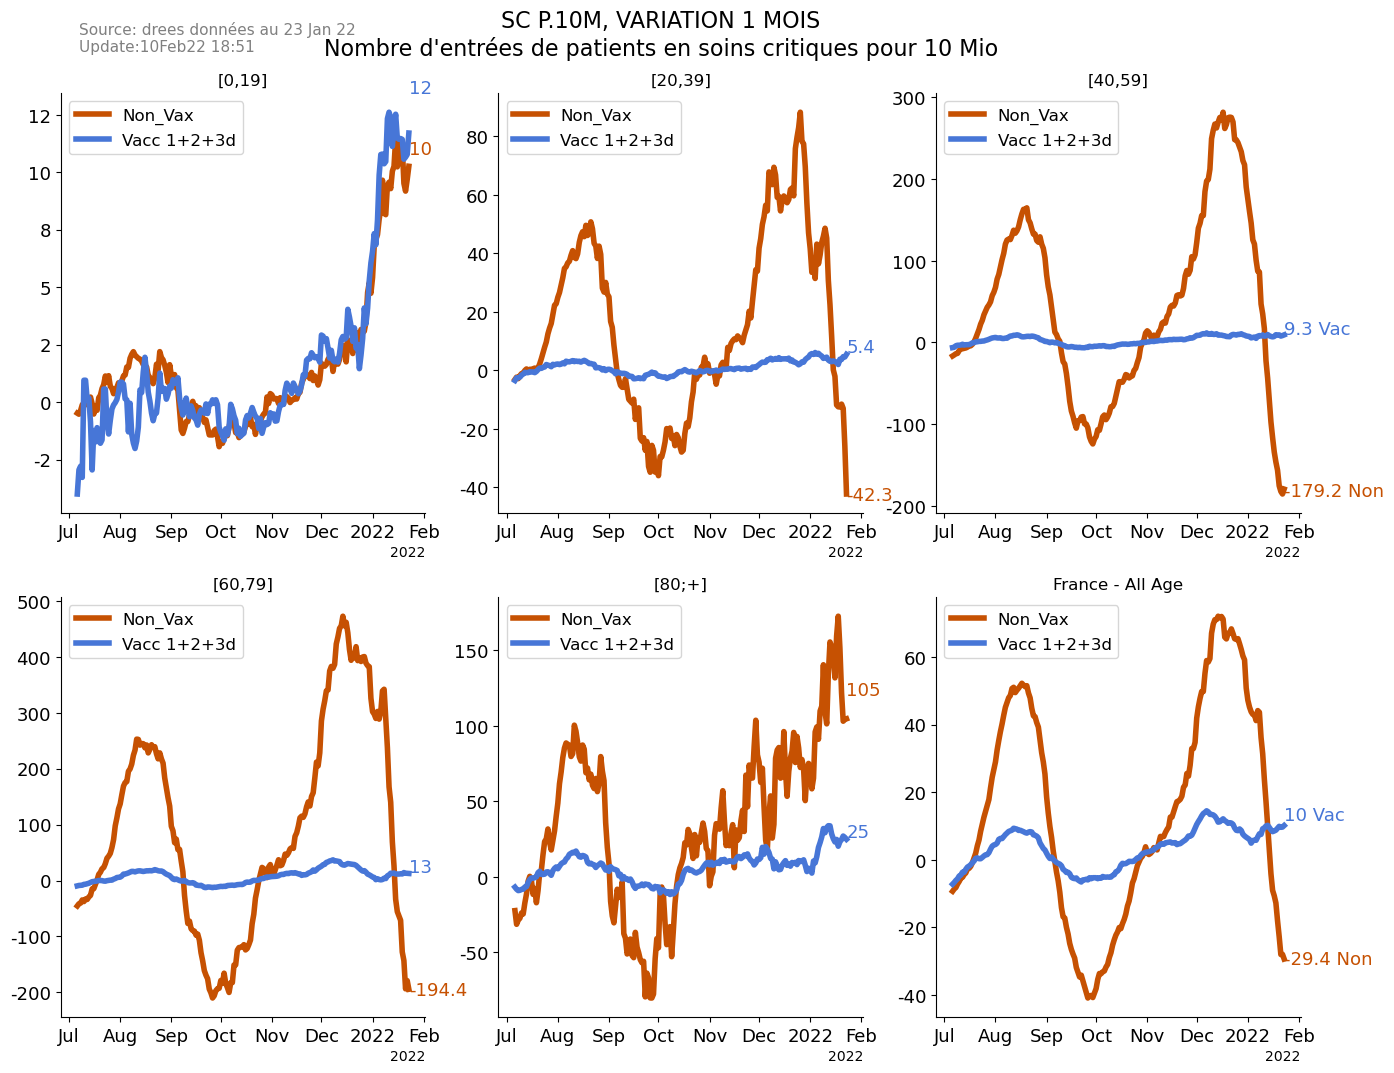 SC P.10M, VARIATION 1 MOIS
Nombre d'entrées de patients en soins critiques pour 10 Mio
Source: drees données au 23 Jan 22
Update:10Feb22 18:51
[0,19]
Non_Vax
Vacc 1+2+3d
12
10
12
10
8
5
2
0
-2
Jul Aug Sep Oct Nov Dec 2022 Feb
2022
[20,39]
Non_Vax
Vacc 1+2+3d
80
60
40
20
0
-20
-40
5.4
-42.3
Jul Aug Sep Oct Nov Dec 2022 Feb
2022
[40,59]
Non_Vax
Vacc 1+2+3d
300
200
100
0
-100
-200
9.3 Vac
-179.2 Non
Jul Aug Sep Oct Nov Dec 2022 Feb
2022
[60,79]
Non_Vax
Vacc 1+2+3d
500
400
300
200
100
0
-100
-200
13
-194.4
Jul Aug Sep Oct Nov Dec 2022 Feb
2022
[80;+]
Non_Vax
Vacc 1+2+3d
150
100
50
0
-50
105
25
Jul Aug Sep Oct Nov Dec 2022 Feb
2022
France - All Age
Non_Vax
Vacc 1+2+3d
60
40
20
0
-20
-40
10 Vac
-29.4 Non
Jul Aug Sep Oct Nov Dec 2022 Feb
2022